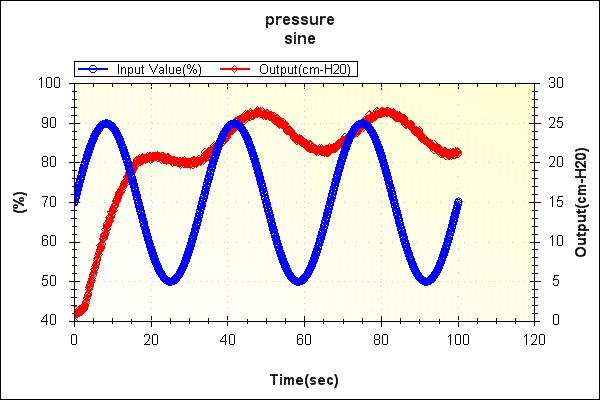 pressure
sine
Input Value(%) Output(cm-H20)
100 30
90 25
80 20
70 15
60 10
50 5
40 0
(%)
Output(cm-H20)
0 20 40 60 80 100 120
Time(sec)